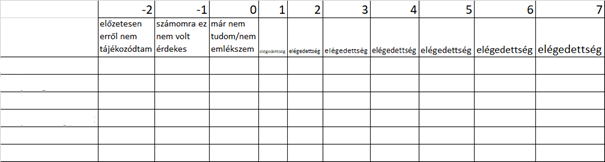 -2 -1 0 1 2 3 4 5 6 7
előzetesen számomra ez már nem
erről nem nem volt tudom/nem
tájékozódtam érdekes emlékszem elégedettség elégedettség elégedettség elégedettség elégedettség elégedettség elégedettség